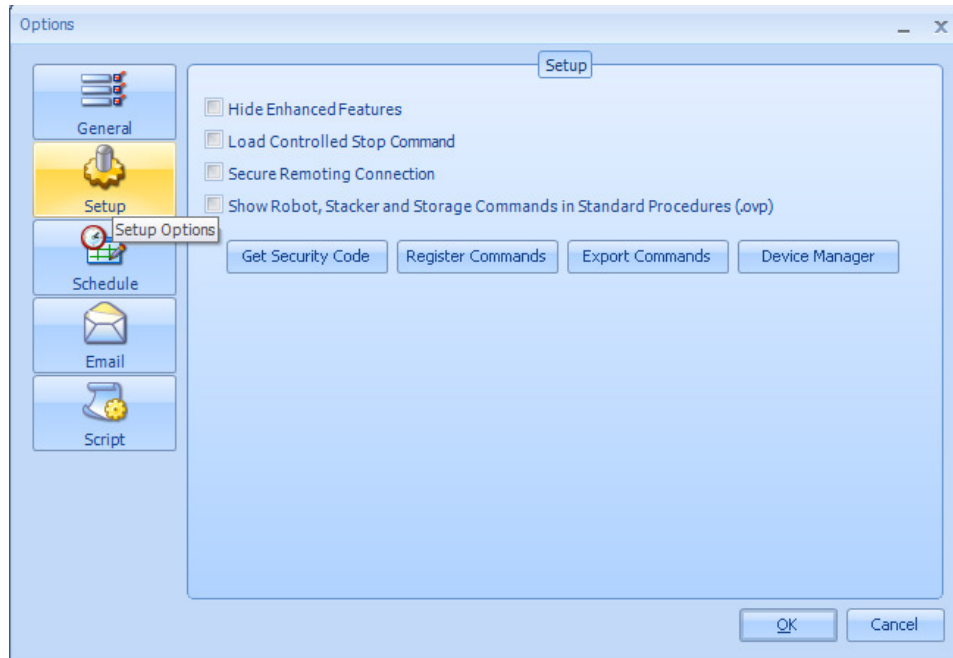 Options
General
Setup
Setup Options
Schedule
Email
Script
Setup
Hide Enhanced Features
Load Controlled Stop Command
Secure Remoting Connection
Show Robot, Stacker and Storage Commands in Standard Procedures (.ovp)
Get Security Code Register Commands Export Commands Device Manager
OK Cancel